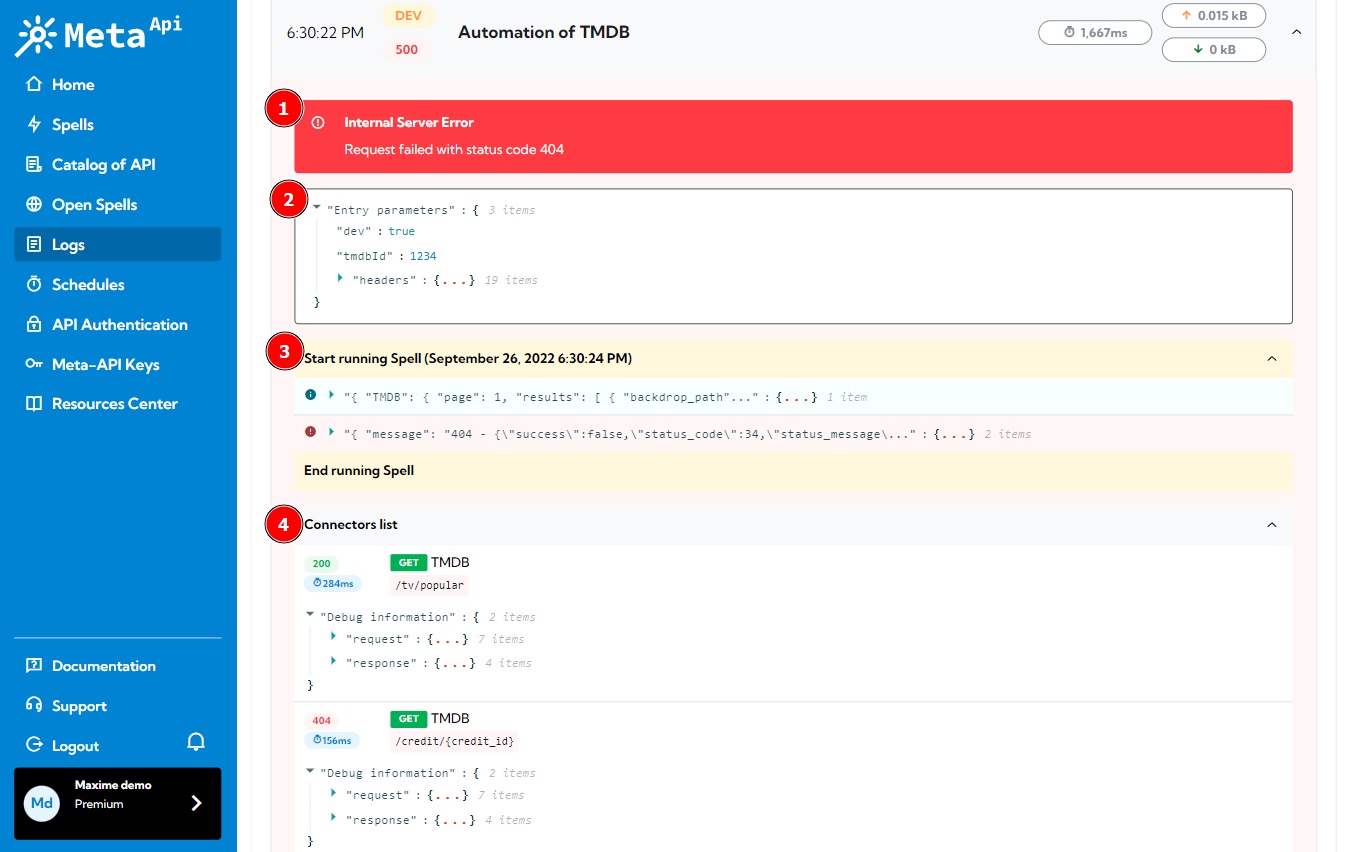 Meta Api
Home
Spells
Catalog of API
Open Spells
Logs
Schedules
API Authentication
Meta-API Keys
Resources Center
Documentation
Support
Logout
Md
Maxime demo
Premium
6:30:22 PM
DEV
500
Automation of TMDB
1,667ms
0.015 kB
0 kB
1
Internal Server Error
Request failed with status code 404
2
"Entry parameters" : { 3 items
"dev" : true
"tmdbId" : 1234
"headers" : {...} 19 items
}
3
Start running Spell (September 26, 2022 6:30:24 PM)
"{ "TMDB": { "page": 1, "results": [ { "backdrop_path"..." : {...} 1 item
"{ "message": "404 - {\"success\":false,\"status_code\":34,\"status_message\..." : {...} 2 items
End running Spell
4
Connectors list
200
GET TMDB
284ms
/tv/popular
"Debug information" : { 2 items
"request" : {...} 7 items
"response" : {...} 4 items
}
404
GET TMDB
156ms
/credit/{credit_id}
"Debug information" : { 2 items
"request" : {...} 7 items
"response" : {...} 4 items
}